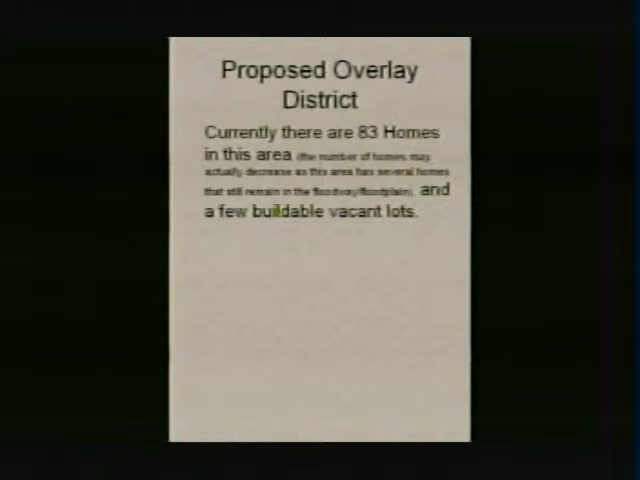 Proposed Overlay
District
Currently there are 83 Homes
in this area (the number of homes may
actually decrease as this area has several homes
that still remain in the floodway/floodplain), and
a few buildable vacant lots.